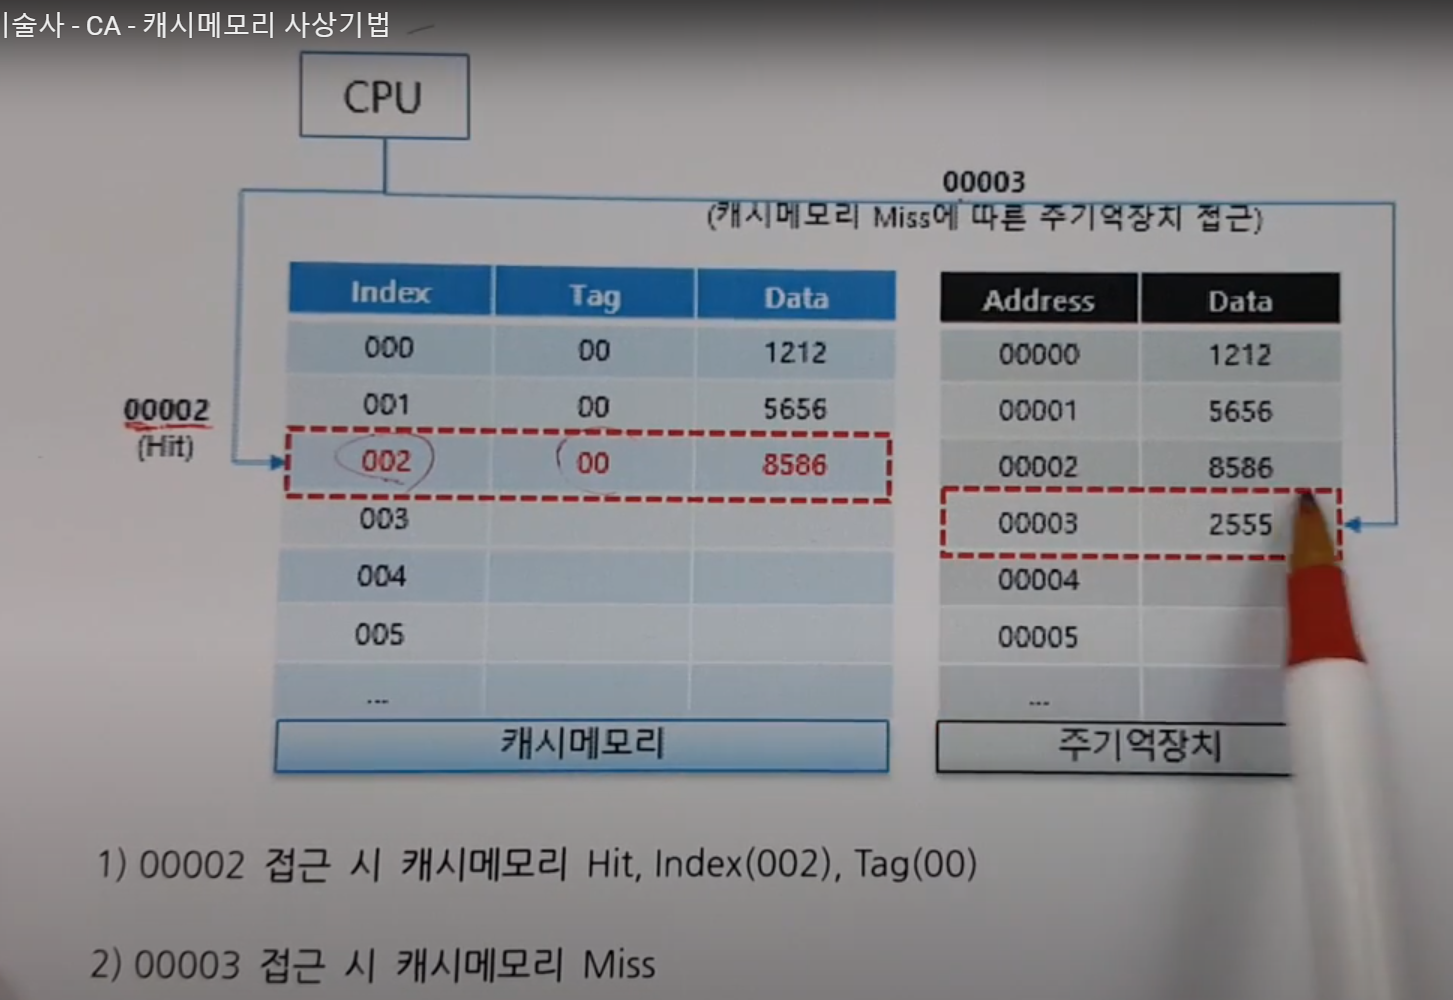 기술사 - CA - 캐시메모리 사상기법
CPU
00003
(캐시메모리 Miss에 따른 주기억장치 접근)
Index Tag Data
000 00 1212
001 00 5656
002 00 8586
003
004
005
...
00002
(Hit)
캐시메모리
Address Data
00000 1212
00001 5656
00002 8586
00003 2555
00004
00005
...
주기억장치
1) 00002 접근 시 캐시메모리 Hit, Index(002), Tag(00)
2) 00003 접근 시 캐시메모리 Miss